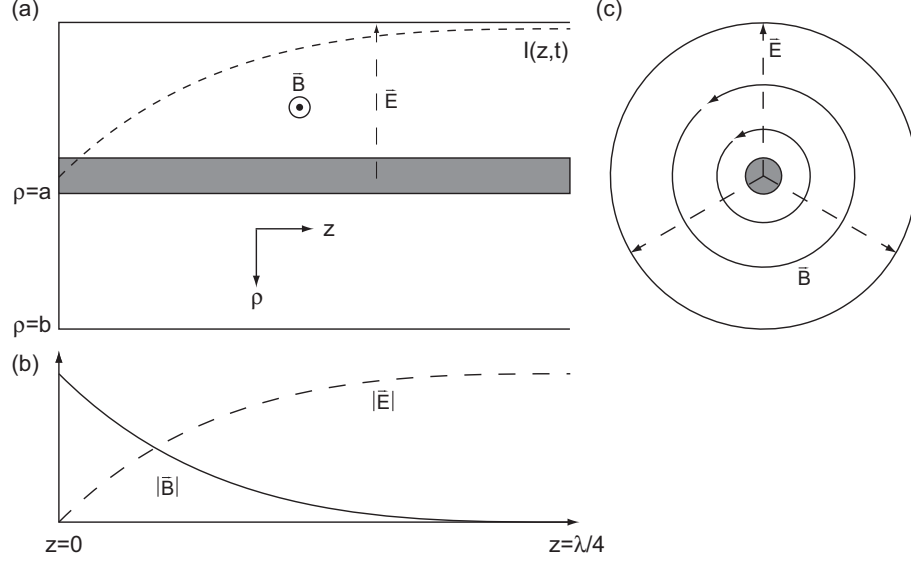 (a)
I(z,t)
B⃗
E⃗
ρ=a
z
ρ
ρ=b
(c)
E⃗
B⃗
(b)
|E⃗|
|B⃗|
z=0
z=λ/4